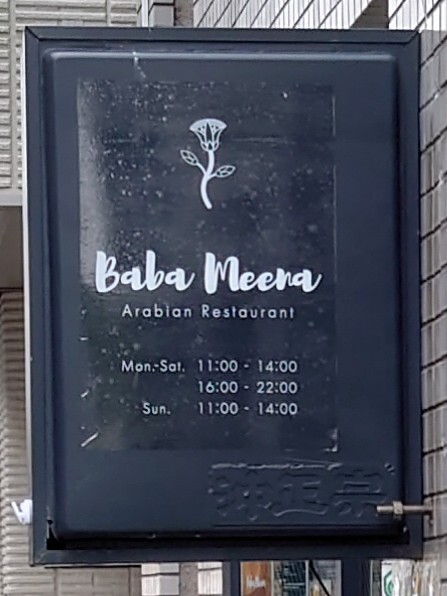 Baba Meena
Arabian Restaurant
Mon.-Sat. 11:00 - 14:00
16:00 - 22:00
Sun. 11:00 - 14:00